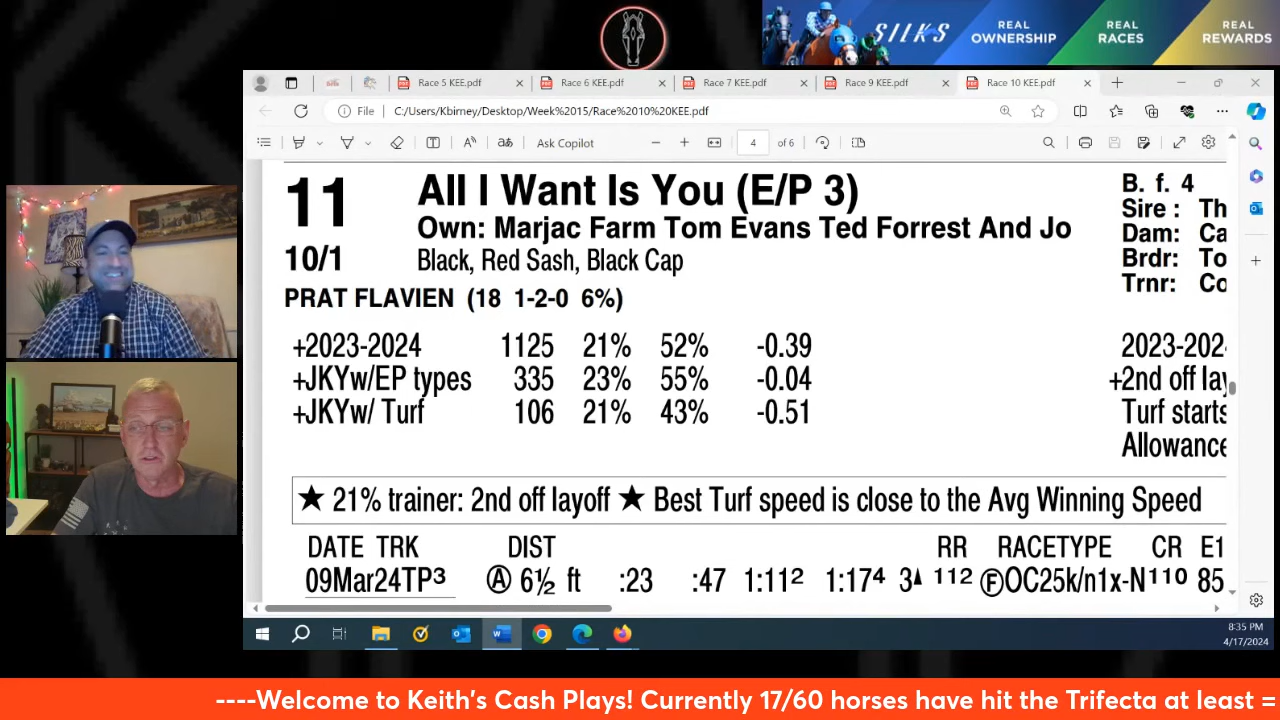 SILKS
REAL OWNERSHIP
REAL RACES
REAL REWARDS
Race 5 KEE.pdf
Race 6 KEE.pdf
Race 7 KEE.pdf
Race 9 KEE.pdf
Race 10 KEE.pdf
File C:/Users/Kbirney/Desktop/Week%2015/Race%2010%20KEE.pdf
Ask Copilot
4 of 6
11 All I Want Is You (E/P 3) B. f. 4
Own: Marjac Farm Tom Evans Ted Forrest And Jo Sire : Th
10/1 Black, Red Sash, Black Cap Dam: Ca
Brdr: To
PRAT FLAVIEN (18 1-2-0 6%) Trnr: Co
+2023-2024 1125 21% 52% -0.39 2023-202
+JKYw/EP types 335 23% 55% -0.04 +2nd off lay
+JKYw/ Turf 106 21% 43% -0.51 Turf starts
Allowance
★ 21% trainer: 2nd off layoff ★ Best Turf speed is close to the Avg Winning Speed
DATE TRK DIST RR RACETYPE CR E1
09Mar24TP³ Ⓐ 6½ ft :23 :47 1:11² 1:17⁴ 3▲ ¹¹² ⒻOC25k/n1x-N¹¹⁰ 85
8:35 PM
4/17/2024
----Welcome to Keith's Cash Plays! Currently 17/60 horses have hit the Trifecta at least =